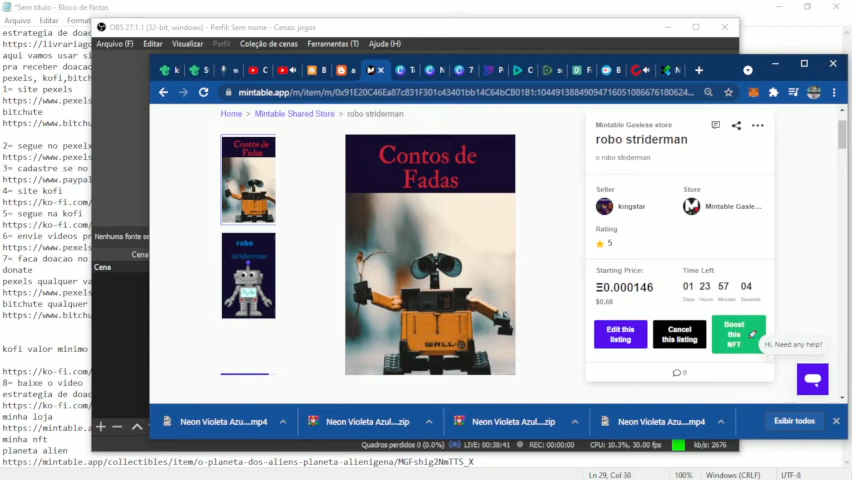 *Sem título - Bloco de Notas
Arquivo Editar Format
estrategia de doac
https://livrariago
aqui vamos usar si
pra receber doacao
pexels, kofi,bitchu
1= site pexels
https://www.pexels
bitchute
https://www.bitchu
2= segue no pexelx
https://www.pexels
3= cadastre se no
https://www.paypal
4= site kofi
https://ko-fi.com/
5= segue na kofi
https://ko-fi.com/
6= envie videos pr
https://www.pexels
7= faca doacao no
donate
pexels qualquer va
https://www.pexels
bitchute qualquer
https://www.bitchu
kofi valor minimo
https://ko-fi.com/
8= baixe o video
estrategia de doac
https://ko-fi.com/
minha loja
https://mintable.a
minha nft
planeta alien
https://mintable.app/collectibles/item/o-planeta-dos-aliens-planeta-alienigena/MGFshig2NmTTS_X
Ln 29, Col 30 100% Windows (CRLF) UTF-8
OBS 27.1.1 (32-bit, windows) - Perfil: Sem nome - Cenas: jogos
Arquivo (F) Editar Visualizar Perfil Coleção de cenas Ferramentas (T) Ajuda (H)
Nenhuma fonte se
Cena
Cena
Quadros perdidos 0 (0.0%) LIVE: 00:38:41 REC: 00:00:00 CPU: 10.3%, 30.00 fps kb/s: 2676
mintable.app/m/item/m/0x91E20C46Ea87c831F301c43401bb14C64bCB01B1:10449138849094716051086676180624...
Home > Mintable Shared Store > robo striderman
Contos de
Fadas
robo
striderman
Contos de
Fadas
WALL
Mintable Gasless store
robo striderman
o robo striderman
Seller
kingstar
Store
Mintable Gasle...
Rating
5
Starting Price:
Ξ0.000146
$0,68
Time Left
01 23 57 04
Days Hours Minutes Seconds
Edit this
listing
Cancel
this listing
Boost
this
NFT
0
Hi. Need any help?
Neon Violeta Azu....mp4
Neon Violeta Azul....zip
Neon Violeta Azul....zip
Neon Violeta Azu....mp4
Exibir todos